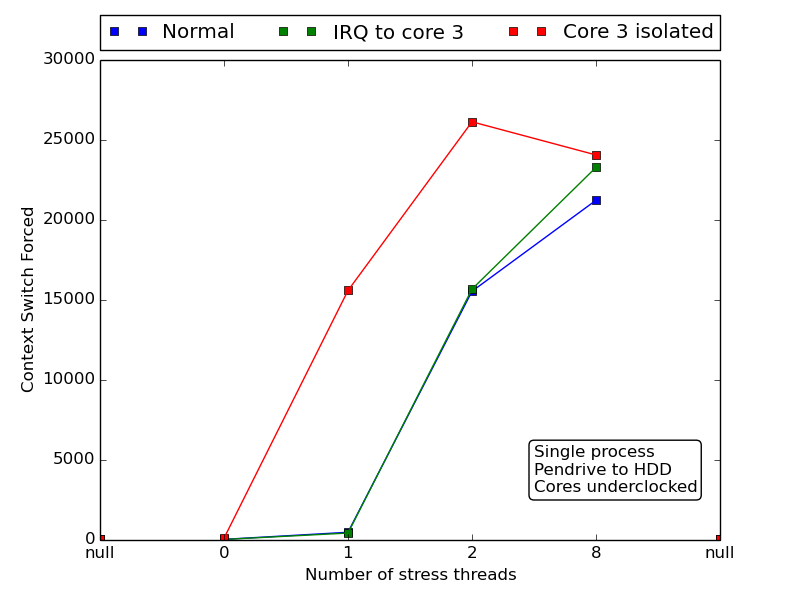 Normal IRQ to core 3 Core 3 isolated
30000
25000
20000
15000
10000
5000
0
Context Switch Forced
Single process
Pendrive to HDD
Cores underclocked
null 0 1 2 8 null
Number of stress threads